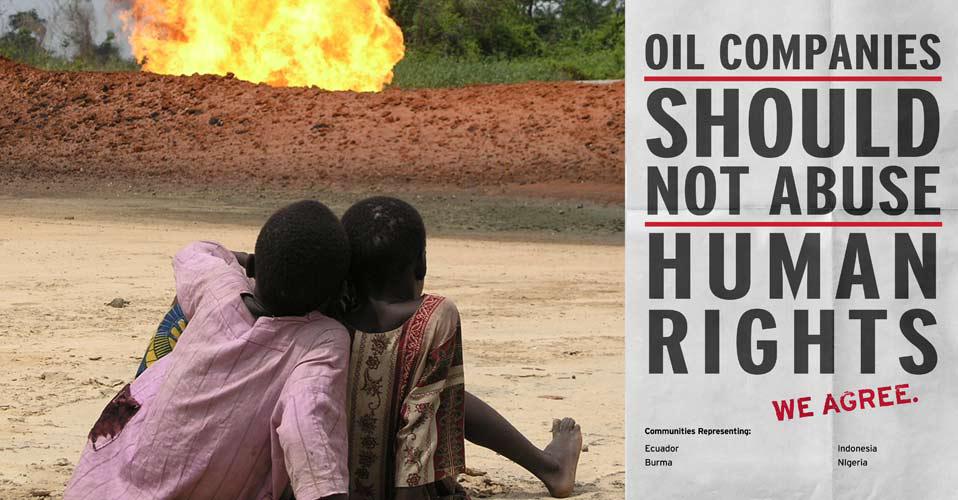 OIL COMPANIES
SHOULD
NOT ABUSE
HUMAN
RIGHTS
WE AGREE.
Communities Representing:
Ecuador
Burma
Indonesia
NIgeria